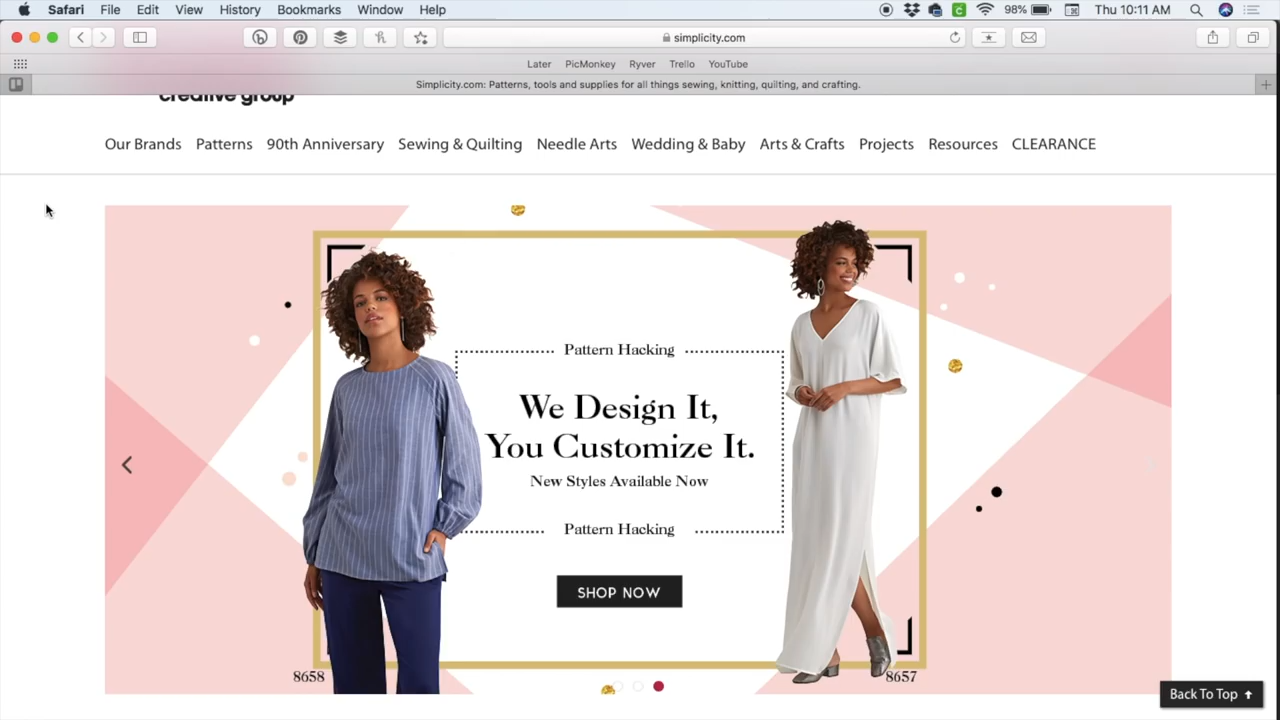 Safari File Edit View History Bookmarks Window Help 98% Thu 10:11 AM
simplicity.com
Later PicMonkey Ryver Trello YouTube
Simplicity.com: Patterns, tools and supplies for all things sewing, knitting, quilting, and crafting.
creative group
Our Brands Patterns 90th Anniversary Sewing & Quilting Needle Arts Wedding & Baby Arts & Crafts Projects Resources CLEARANCE
Pattern Hacking
We Design It,
You Customize It.
New Styles Available Now
Pattern Hacking
SHOP NOW
8658
8657
Back To Top